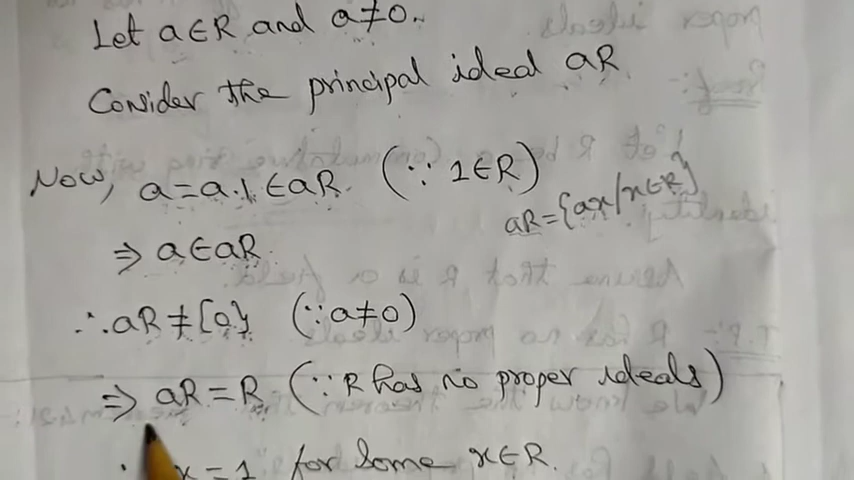 Let a∈R and a≠0.
Consider the principal ideal aR
Now, a=a.1∈aR (∵ 1∈R)
aR={ax/x∈R}
⇒ a∈aR
∴ aR≠{0} (∵a≠0)
⇒ aR=R (∵R has no proper ideals)
x=1 for some x∈R.